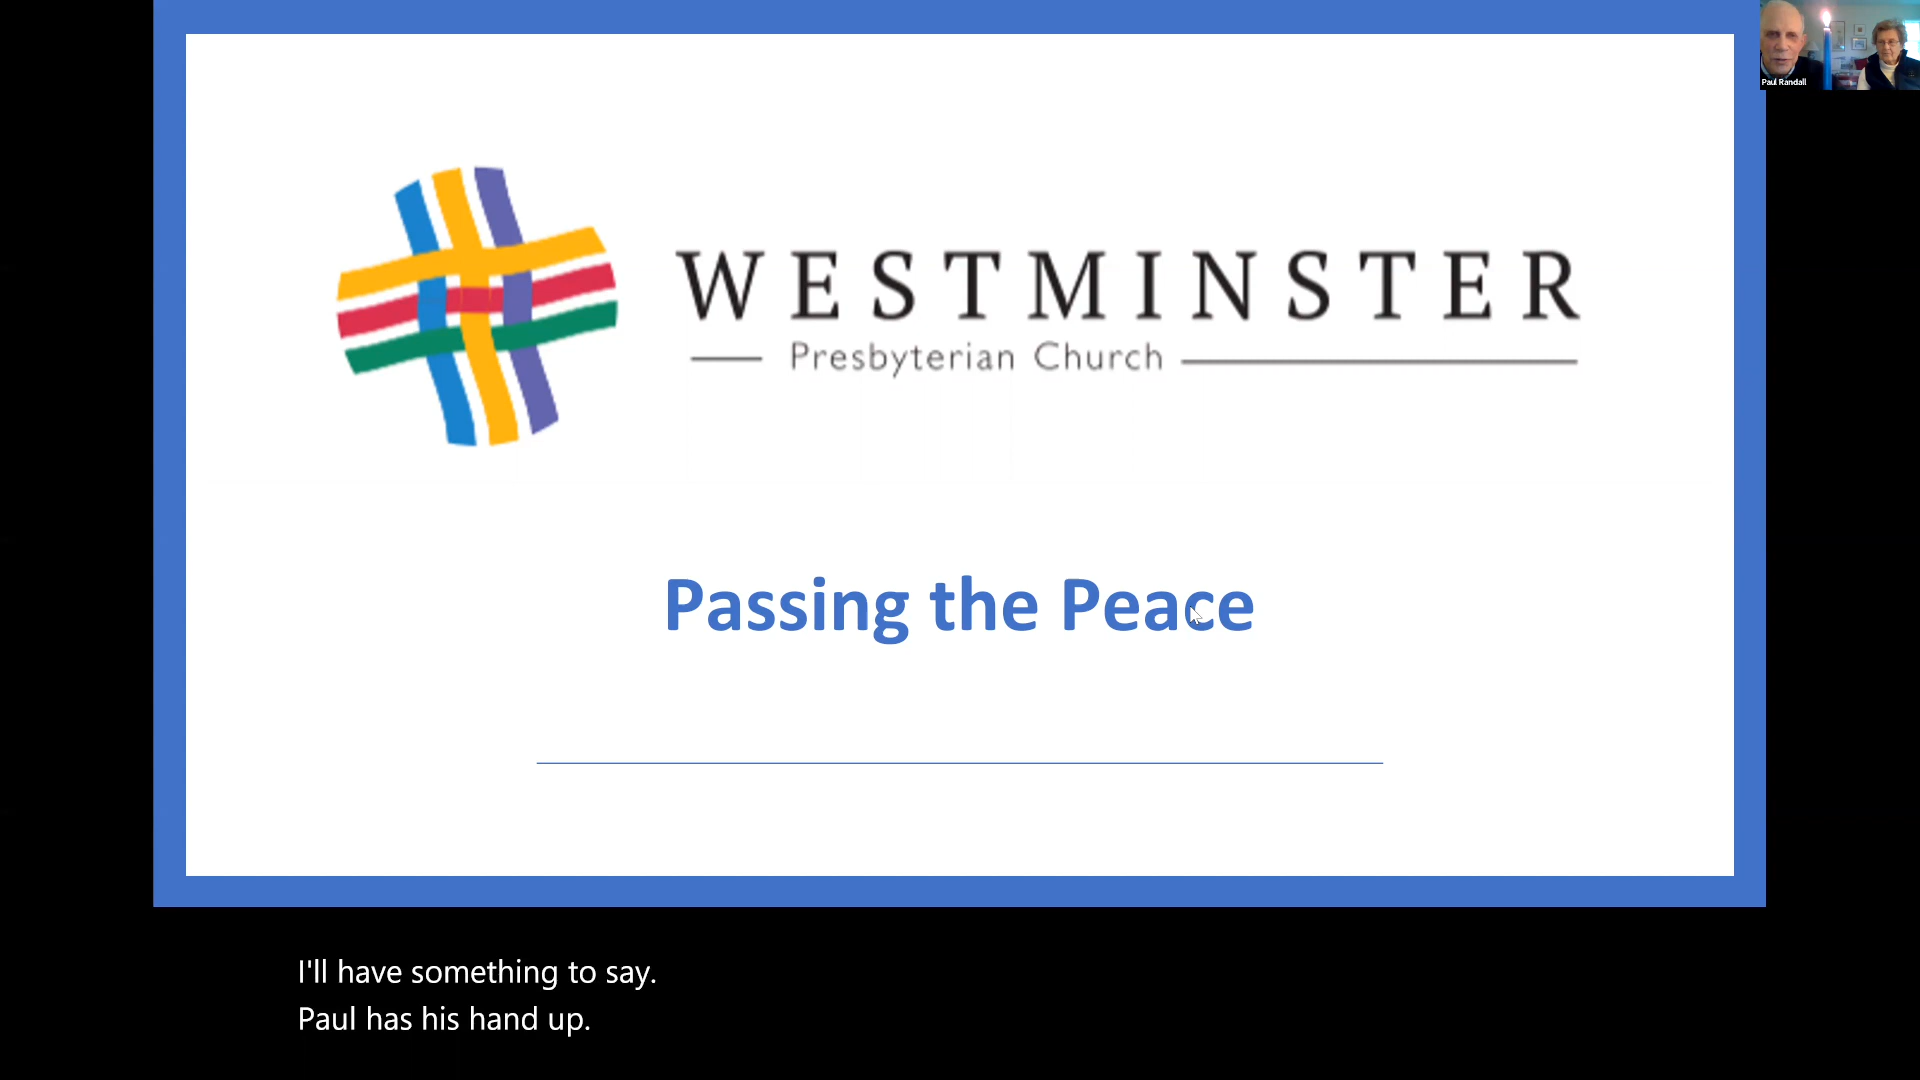 Paul Randall
WESTMINSTER
Presbyterian Church
Passing the Peace
I'll have something to say.
Paul has his hand up.